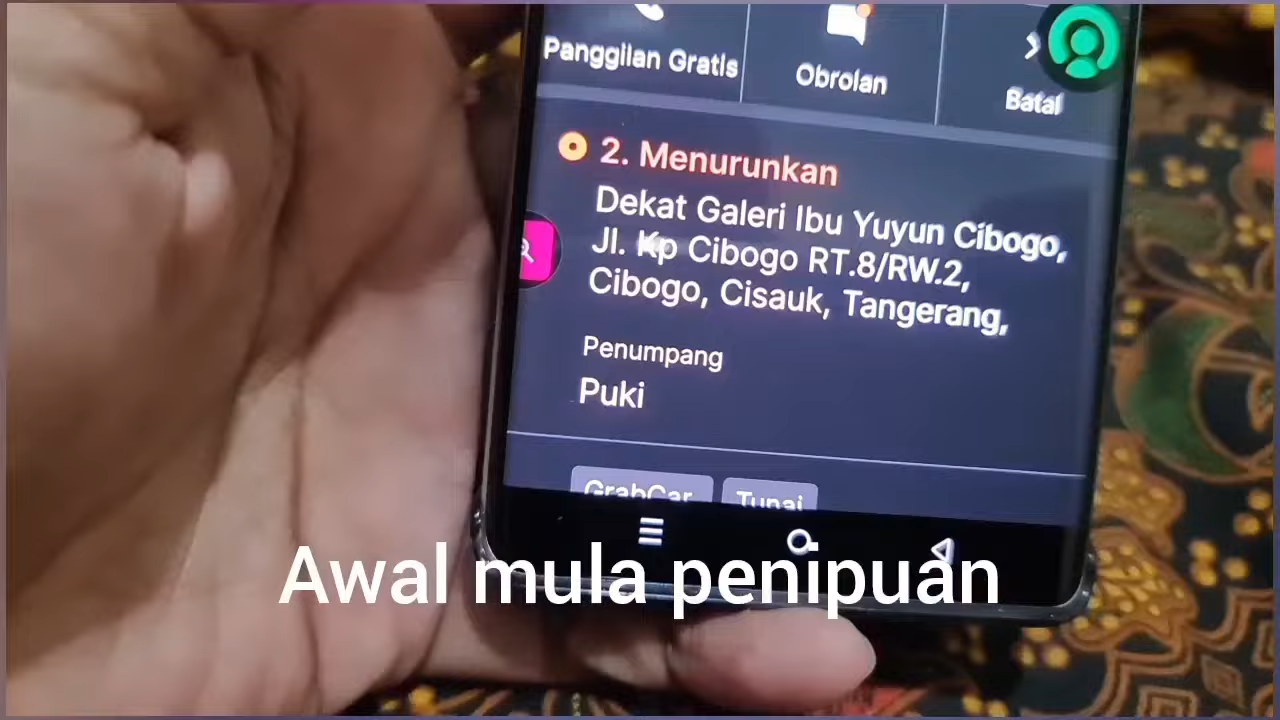 Panggilan Gratis
Obrolan
Batal
2. Menurunkan
Dekat Galeri Ibu Yuyun Cibogo,
Jl. Kp Cibogo RT.8/RW.2,
Cibogo, Cisauk, Tangerang,
Penumpang
Puki
GrabCar Tunai
Awal mula penipuan